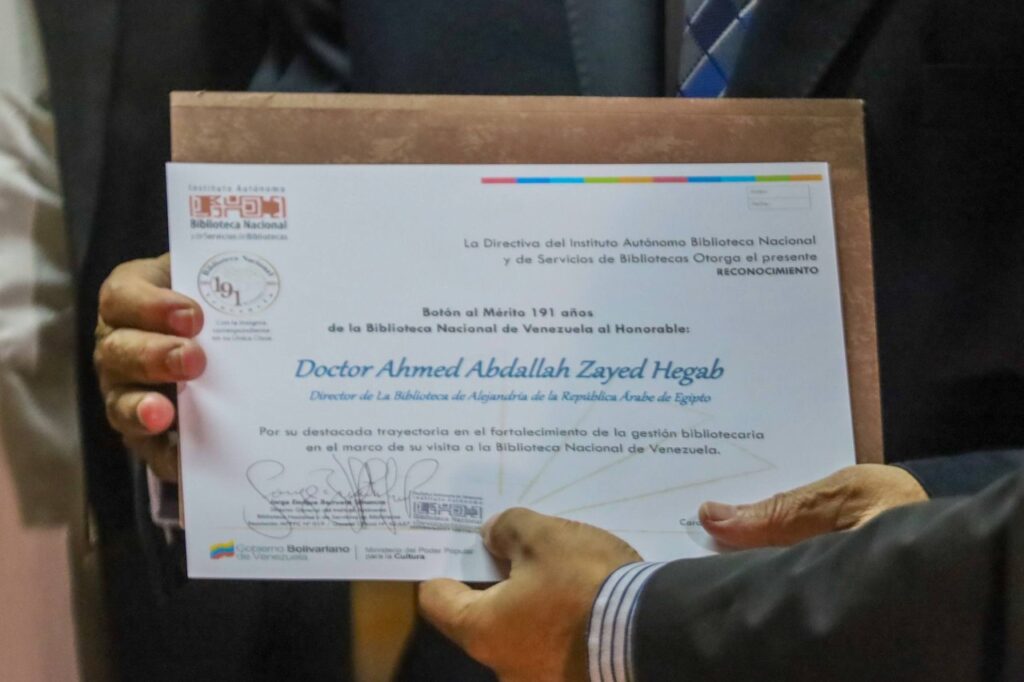 Instituto Autónomo
Biblioteca Nacional
y de Servicios de Bibliotecas
Biblioteca Nacional
191
La Directiva del Instituto Autónomo Biblioteca Nacional
y de Servicios de Bibliotecas Otorga el presente
RECONOCIMIENTO
Botón al Mérito 191 años
de la Biblioteca Nacional de Venezuela al Honorable:
Doctor Ahmed Abdallah Zayed Hegab
Director de La Biblioteca de Alejandría de la República Árabe de Egipto
Por su destacada trayectoria en el fortalecimiento de la gestión bibliotecaria
en el marco de su visita a la Biblioteca Nacional de Venezuela.
Biblioteca Nacional
Gobierno Bolivariano
de Venezuela
Ministerio del Poder Popular
para la Cultura